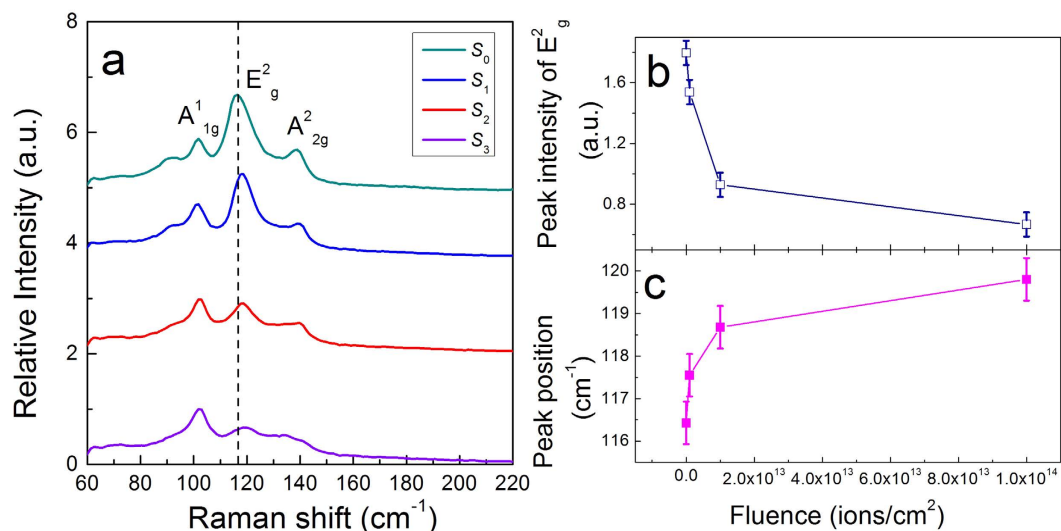 a
S₀
S₁
S₂
S₃
A¹₁g
E²g
A²₂g
Relative Intensity (a.u.)
8
6
4
2
0
60 80 100 120 140 160 180 200 220
Raman shift (cm⁻¹)
b
Peak intensity of E²g
(a.u.)
1.6
1.2
0.8
c
Peak position
(cm⁻¹)
120
119
118
117
116
0.0 2.0x10¹³ 4.0x10¹³ 6.0x10¹³ 8.0x10¹³ 1.0x10¹⁴
Fluence (ions/cm²)